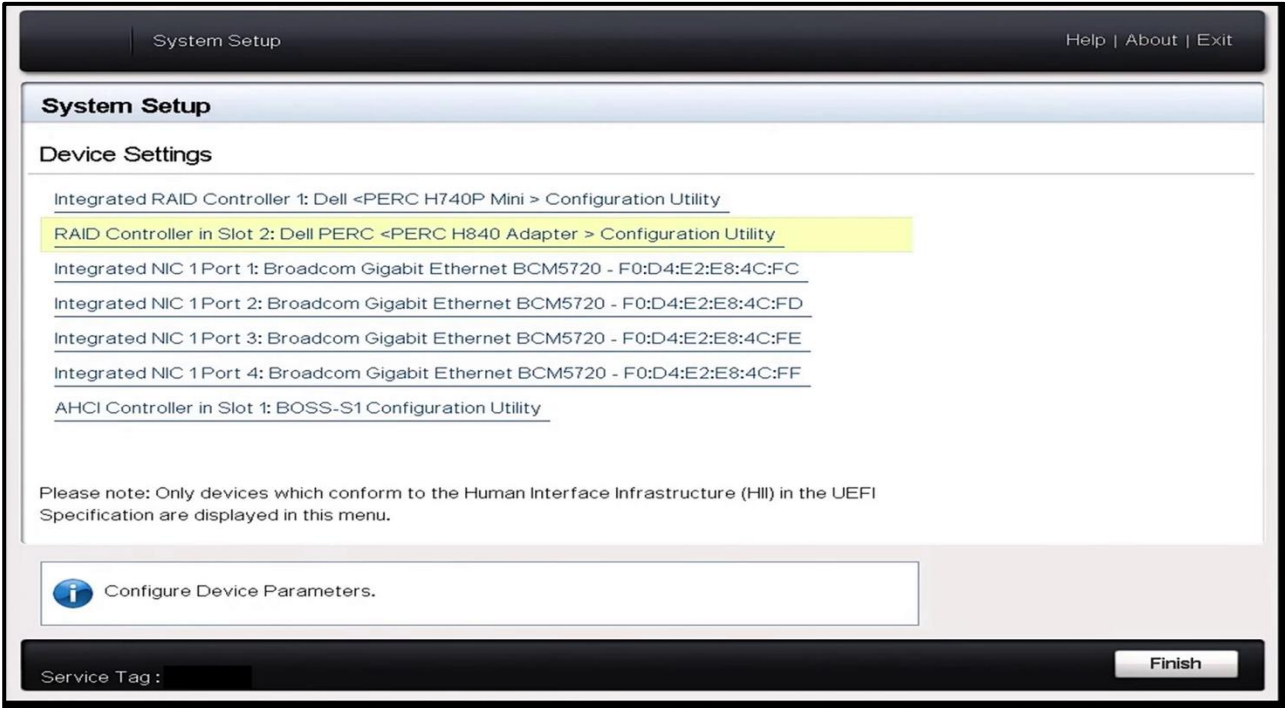 System Setup
Help | About | Exit
System Setup
Device Settings
Integrated RAID Controller 1: Dell <PERC H740P Mini > Configuration Utility
RAID Controller in Slot 2: Dell PERC <PERC H840 Adapter > Configuration Utility
Integrated NIC 1 Port 1: Broadcom Gigabit Ethernet BCM5720 - F0:D4:E2:E8:4C:FC
Integrated NIC 1 Port 2: Broadcom Gigabit Ethernet BCM5720 - F0:D4:E2:E8:4C:FD
Integrated NIC 1 Port 3: Broadcom Gigabit Ethernet BCM5720 - F0:D4:E2:E8:4C:FE
Integrated NIC 1 Port 4: Broadcom Gigabit Ethernet BCM5720 - F0:D4:E2:E8:4C:FF
AHCI Controller in Slot 1: BOSS-S1 Configuration Utility
Please note: Only devices which conform to the Human Interface Infrastructure (HII) in the UEFI
Specification are displayed in this menu.
Configure Device Parameters.
Service Tag :
Finish